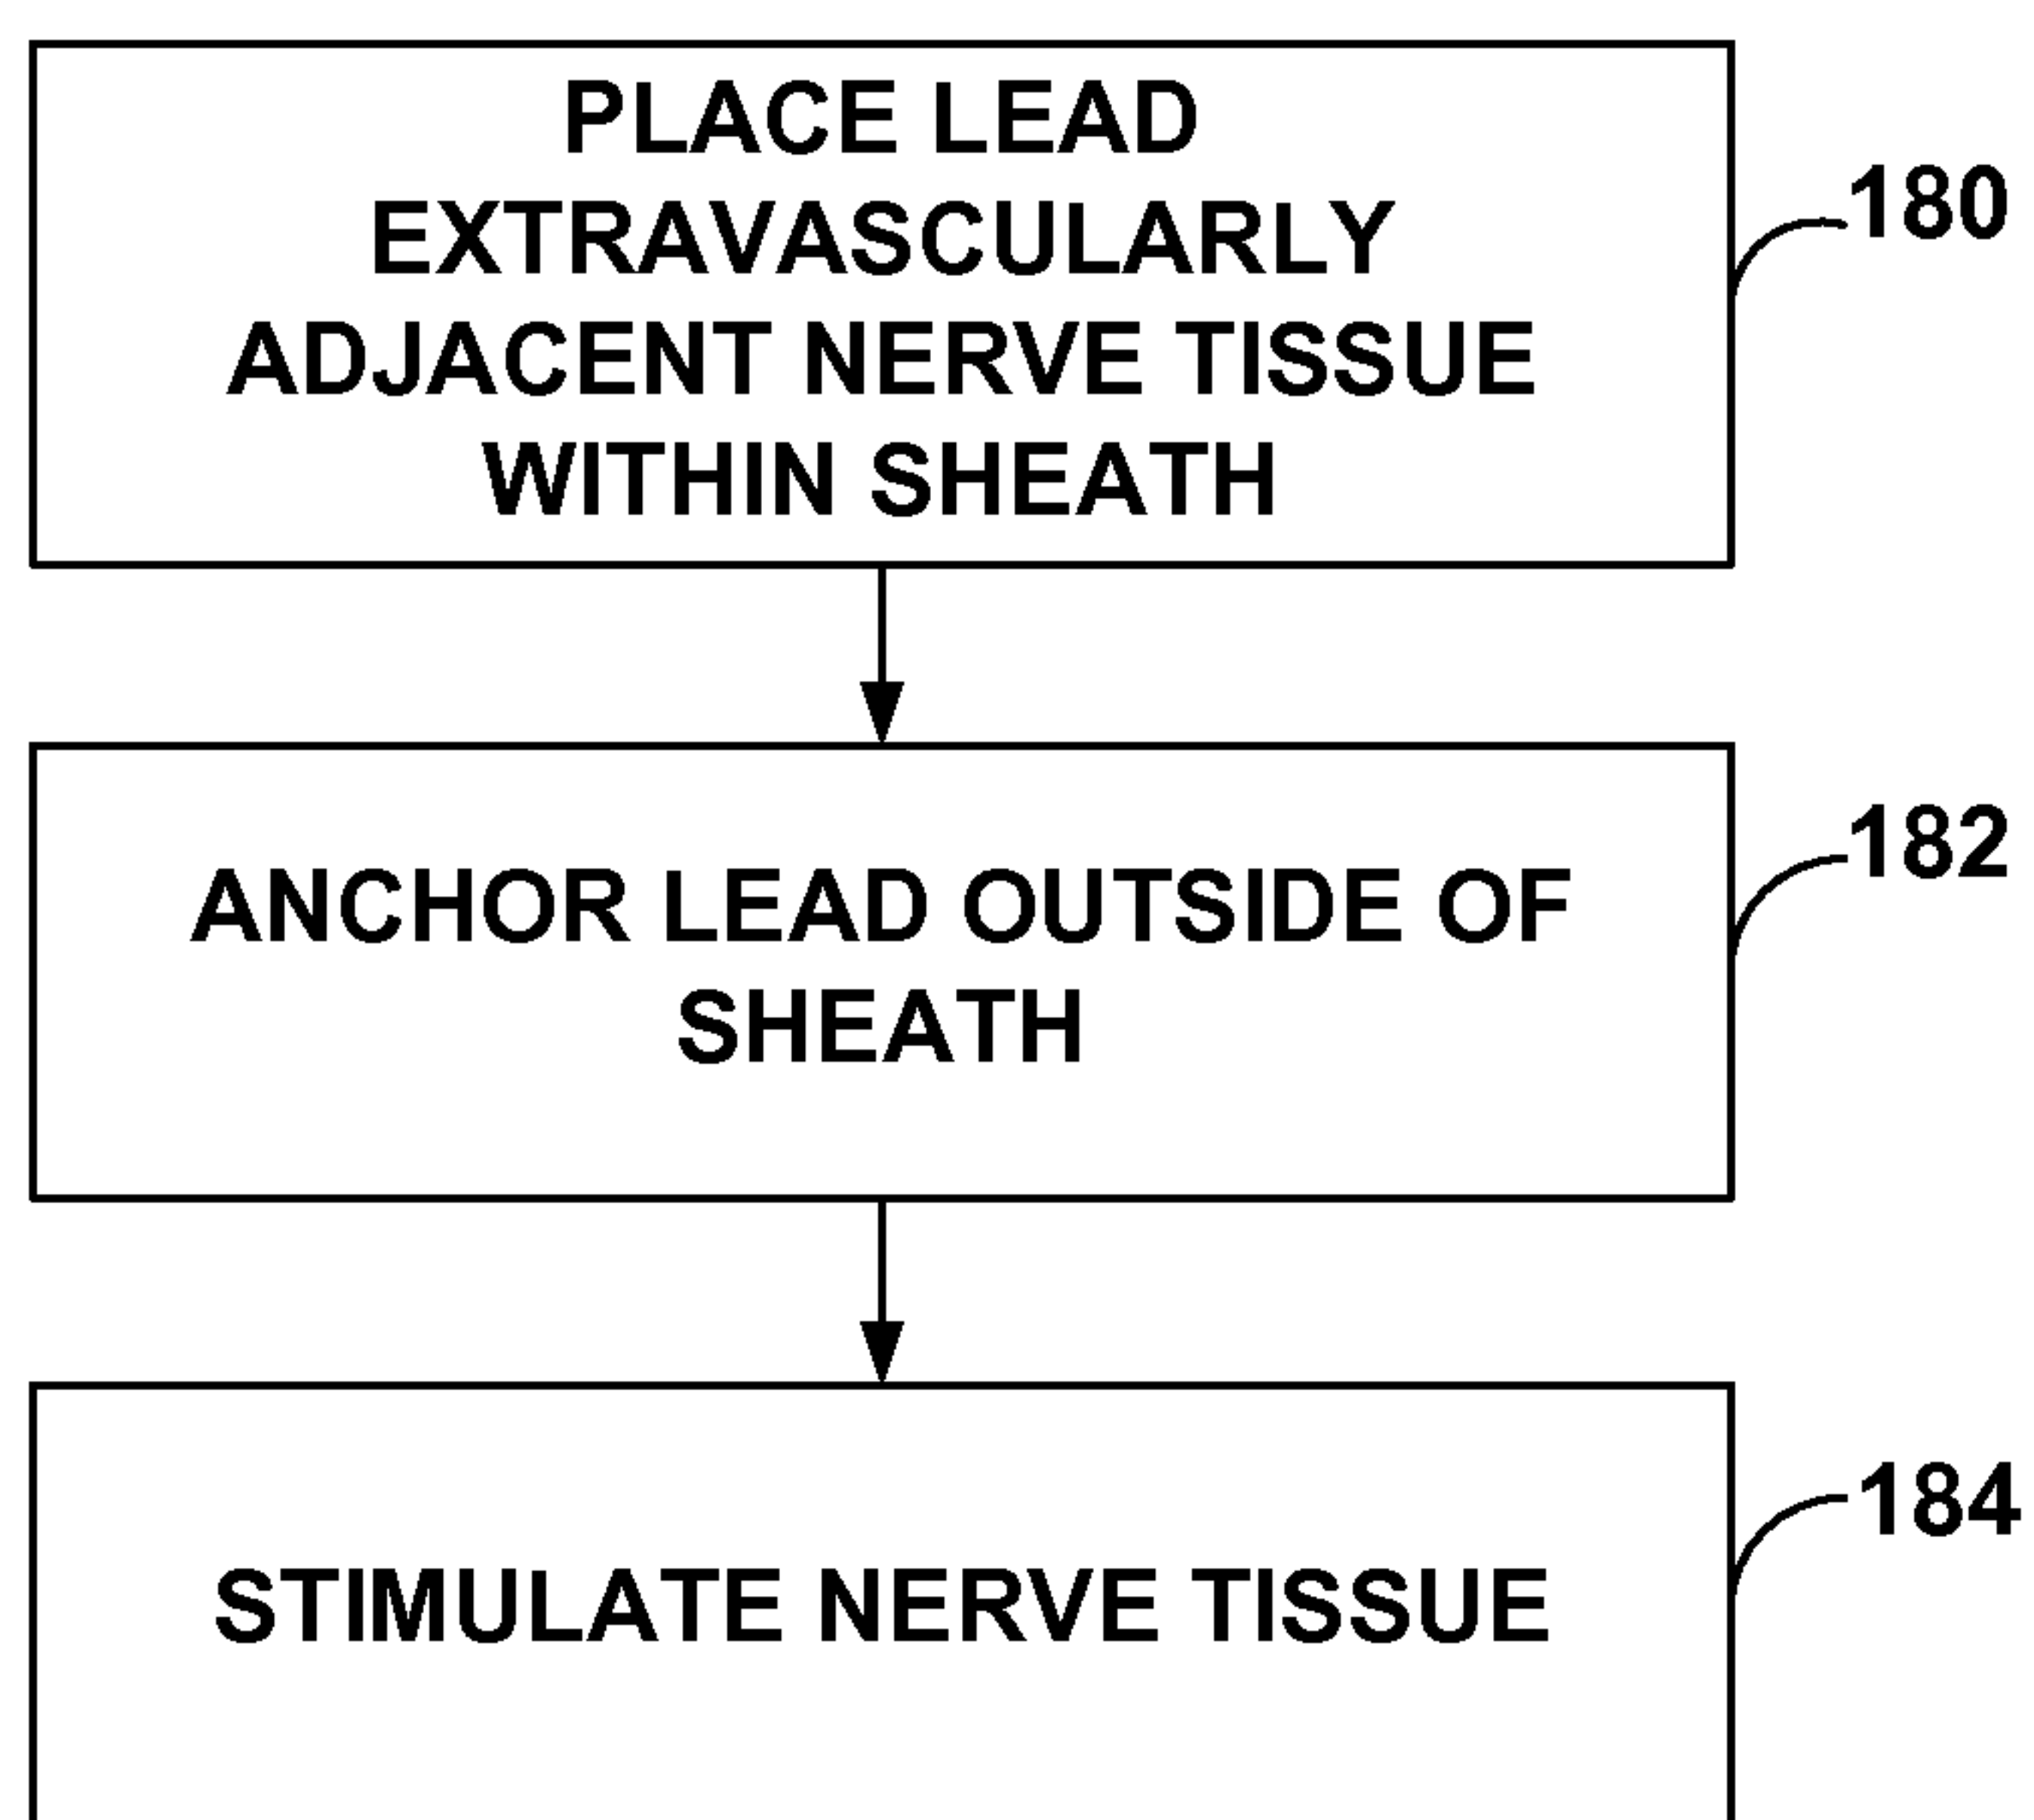 PLACE LEAD
EXTRAVASCULARLY
ADJACENT NERVE TISSUE
WITHIN SHEATH
180
ANCHOR LEAD OUTSIDE OF
SHEATH
182
STIMULATE NERVE TISSUE
184